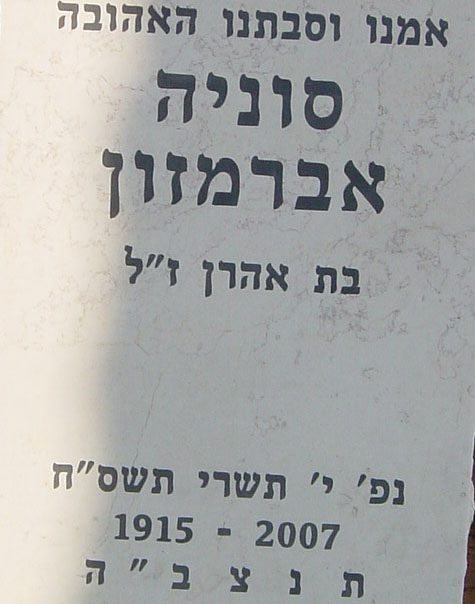 אמנו וסבתנו האהובה
סוניה
אברמזון
בת אהרן ז"ל
נפ' י' תשרי תשס"ח
1915 - 2007
ת נ צ ב " ה